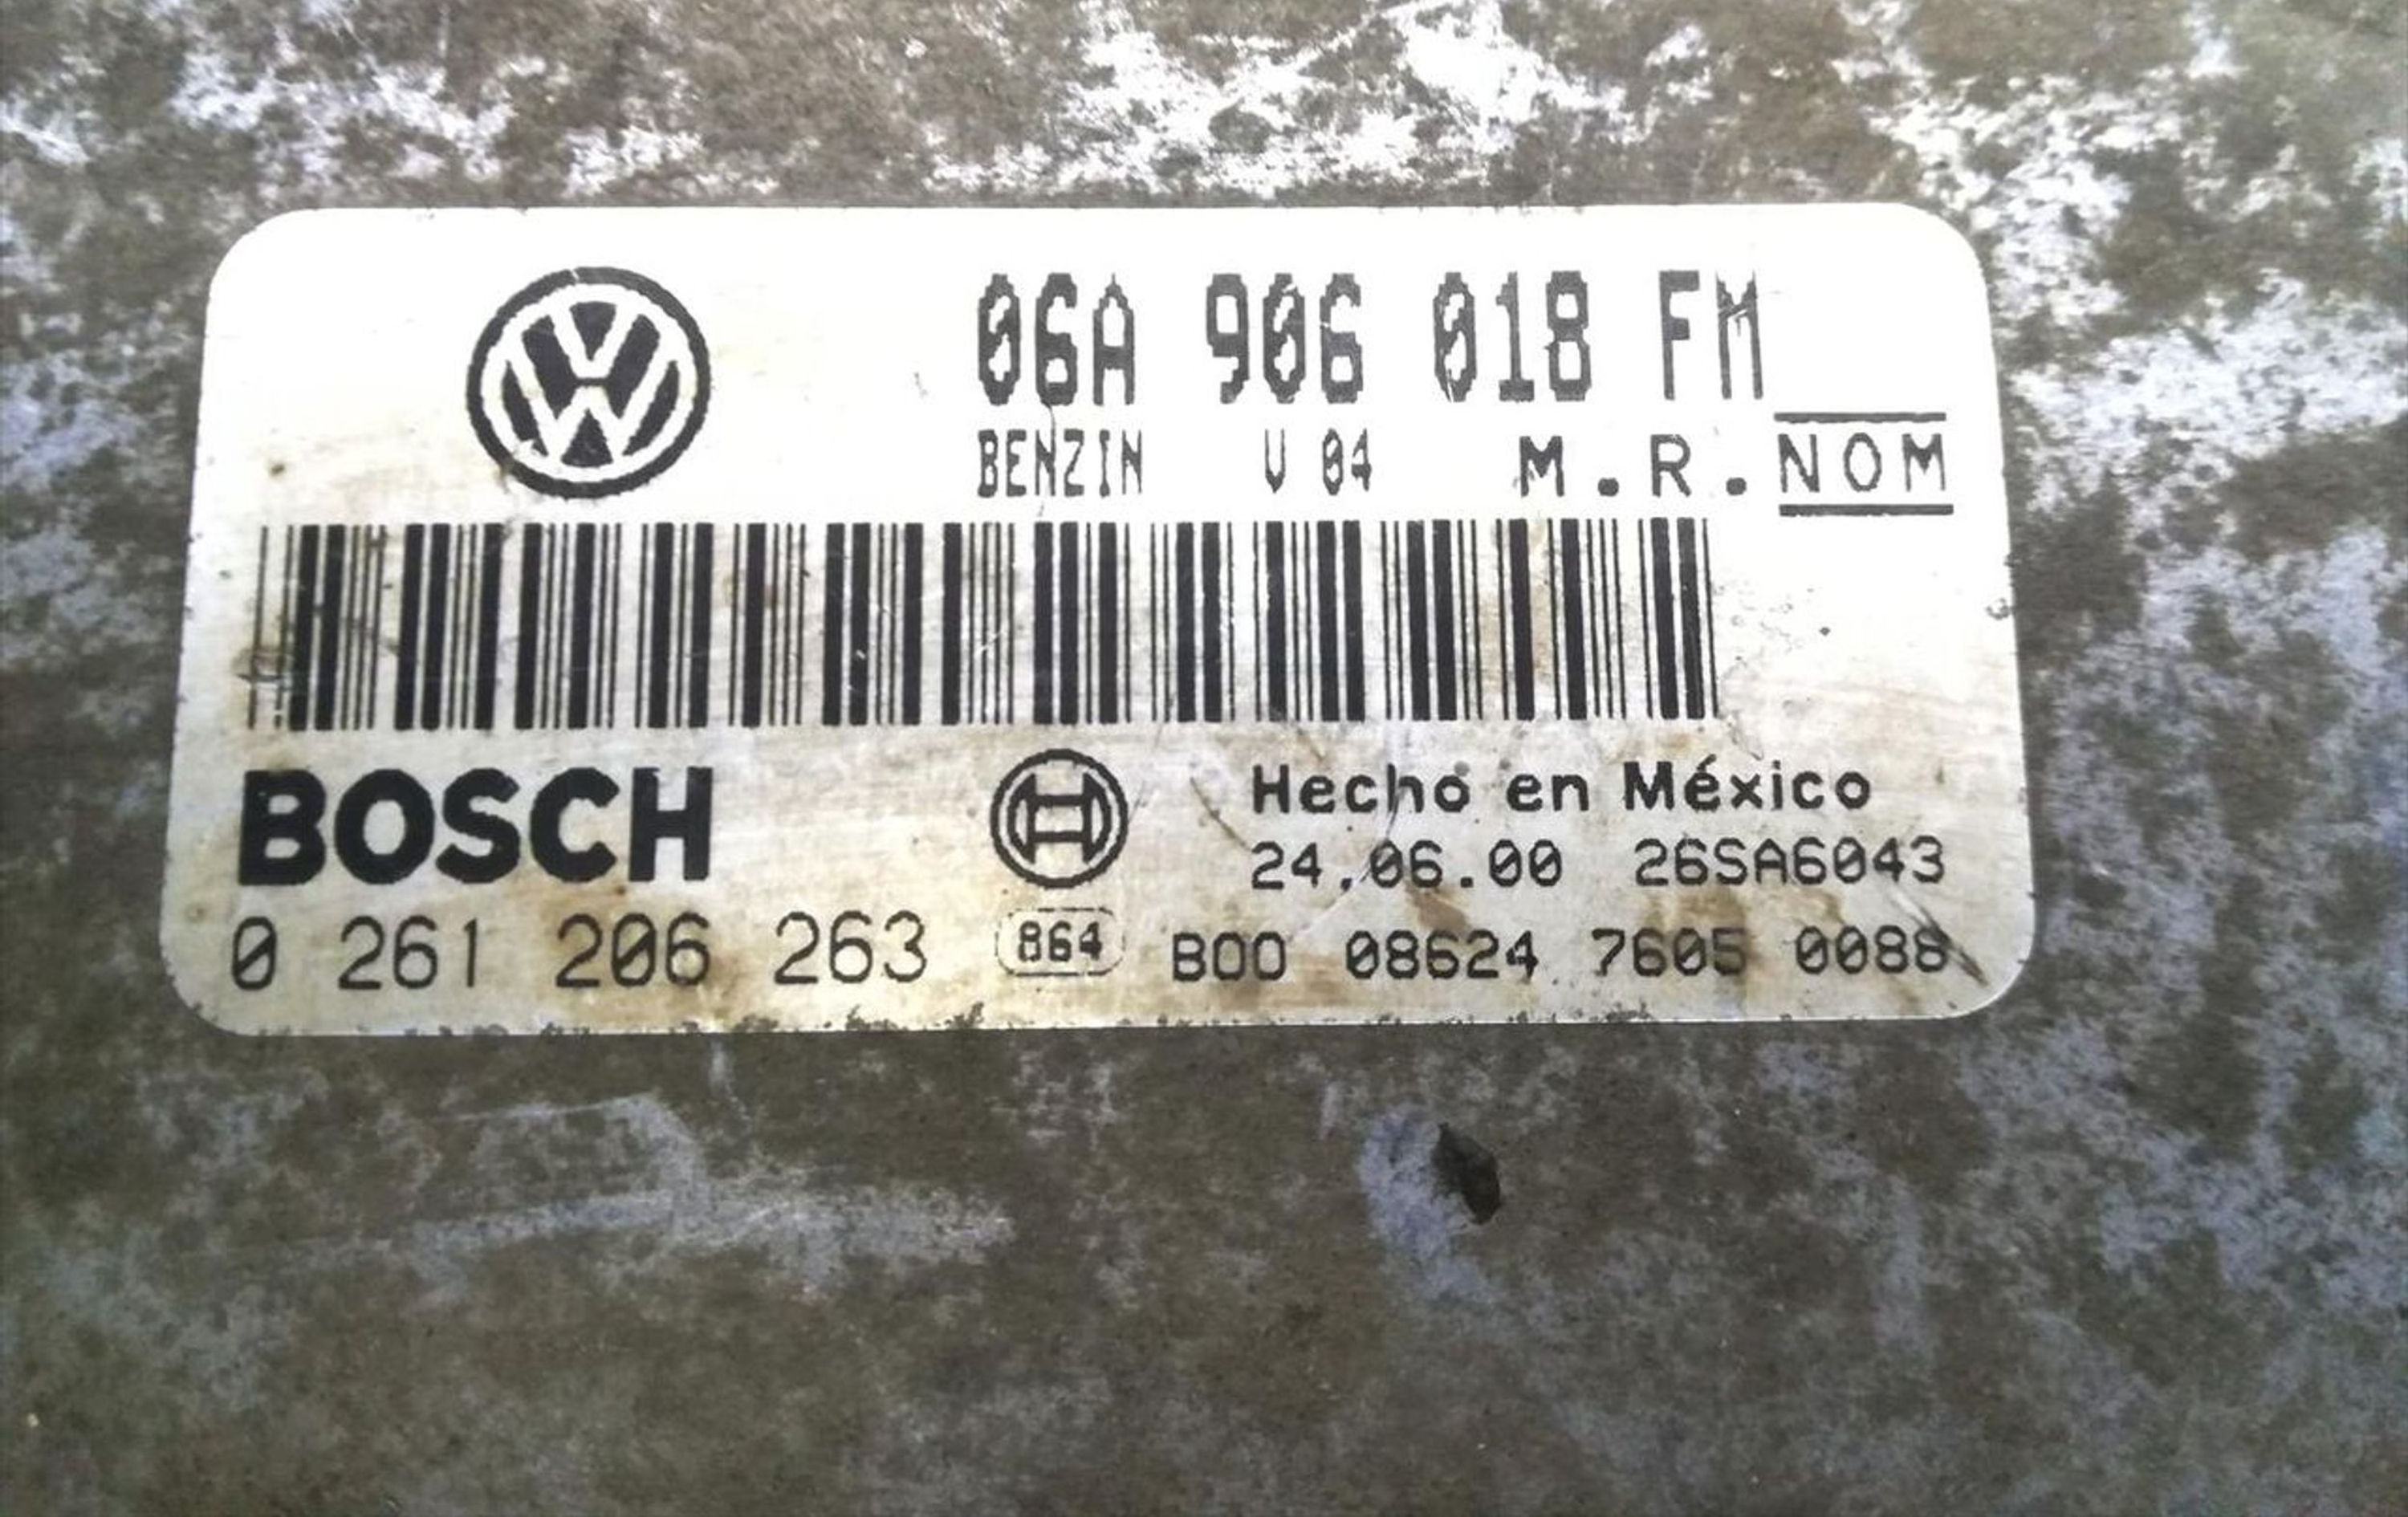 06A 906 018 FM
BENZIN V 04 M.R. NOM
BOSCH
Hecho en México
24.06.00 26SA6043
0 261 206 263 864 B00 08624 7605 0088